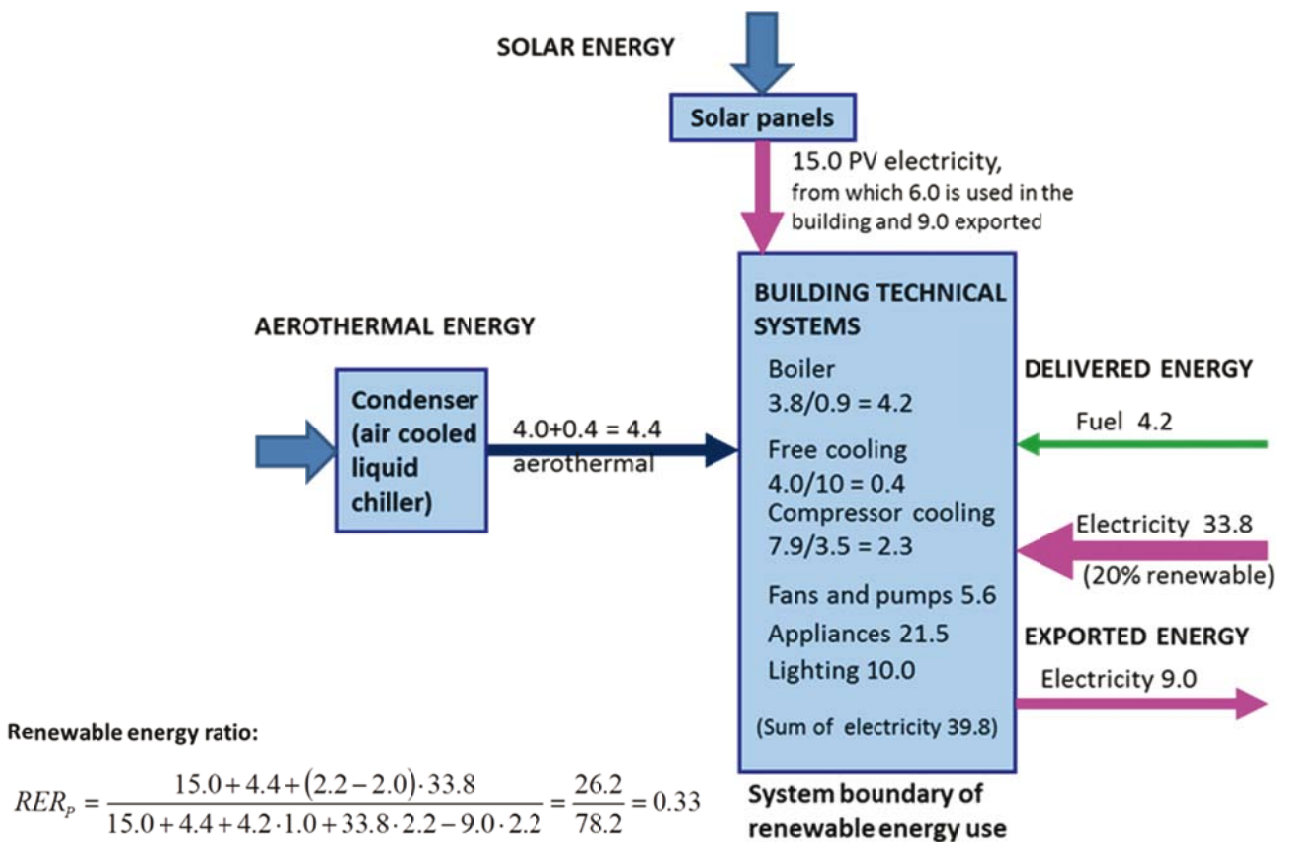 SOLAR ENERGY
Solar panels
15.0 PV electricity,
from which 6.0 is used in the
building and 9.0 exported
AEROTHERMAL ENERGY
Condenser
(air cooled
liquid
chiller)
4.0+0.4 = 4.4
aerothermal
BUILDING TECHNICAL
SYSTEMS
Boiler
3.8/0.9 = 4.2
Free cooling
4.0/10 = 0.4
Compressor cooling
7.9/3.5 = 2.3
Fans and pumps 5.6
Appliances 21.5
Lighting 10.0
(Sum of electricity 39.8)
System boundary of
renewable energy use
DELIVERED ENERGY
Fuel 4.2
Electricity 33.8
(20% renewable)
EXPORTED ENERGY
Electricity 9.0
Renewable energy ratio:
RER_P = \frac{15.0+4.4+(2.2−2.0)·33.8}{15.0+4.4+4.2·1.0+33.8·2.2−9.0·2.2} = \frac{26.2}{78.2} = 0.33